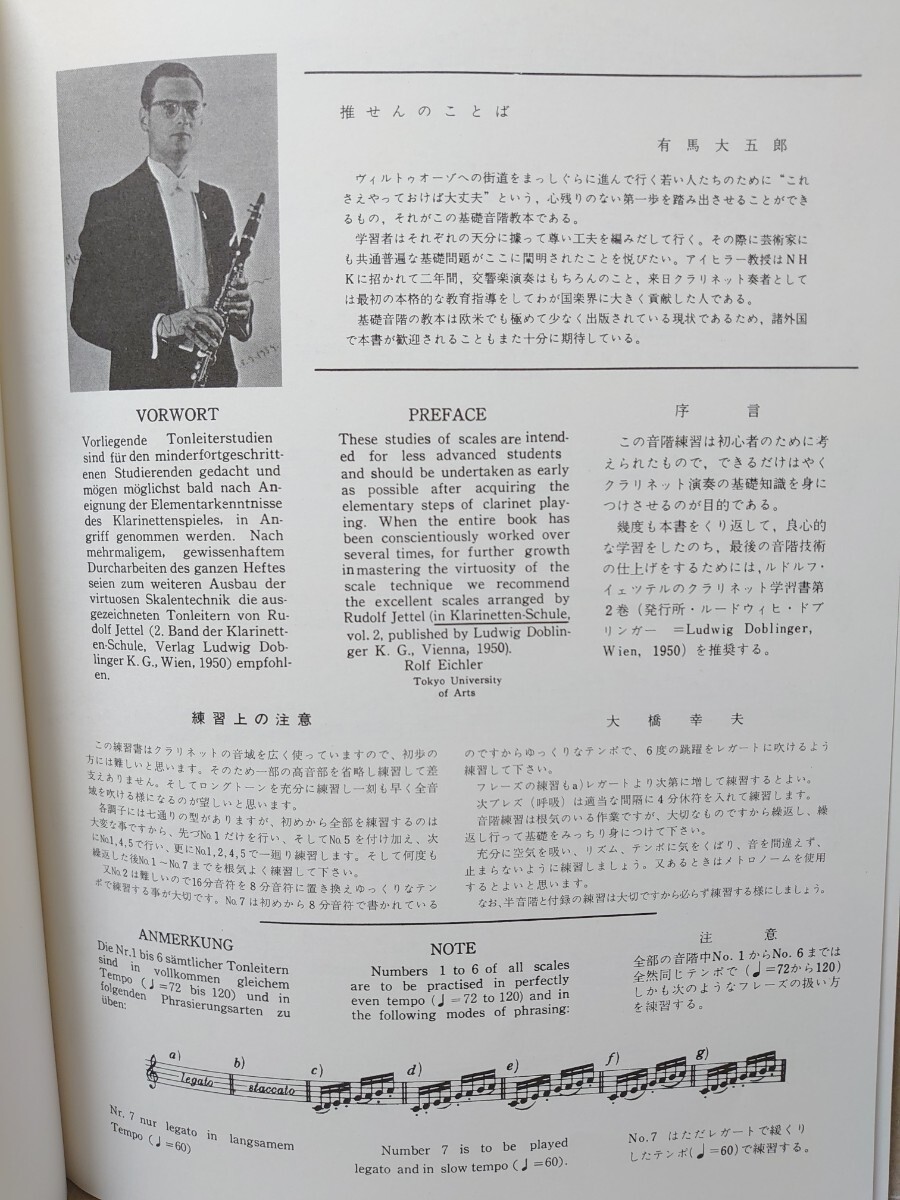 推せんのことば
有馬大五郎
ヴィルトゥオーゾへの街道をまっしぐらに進んで行く若い人たちのために“これ
さえやっておけば大丈夫”という，心残りのない第一歩を踏み出させることがでぎ
るもの，それがこの基礎音階教本である。
学習者はそれぞれの天分に據って尊い工夫を編みだして行く。その際に芸術家に
も共通普遍な基礎問題がここに闡明されたことを悦びたい。アイヒラー教授はＮＨ
Ｋに招かれて二年間，交響楽演奏はもちろんのこと，来日クラリネット奏者として
は最初の本格的な教育指導をしてわが国楽界に大きく貢献した人である。
基礎音階の教本は欧米でも極めて少なく出版されている現状であるため，諸外国
で本書が歓迎されることもまた十分に期待している。
VORWORT
Vorliegende Tonleiterstudien
sind für den minderfortgeschritt-
enen Studierenden gedacht und
mögen möglichst bald nach An-
eignung der Elementarkenntnisse
des Klarinettenspieles, in An-
griff genommen werden. Nach
mehrmaligem, gewissenhaftem
Durcharbeiten des ganzen Heftes
seien zum weiteren Ausbau der
virtuosen Skalentechnik die aus-
gezeichneten Tonleitern von Ru-
dolf Jettel (2. Band der Klarinett-
en-Schule, Verlag Ludwig Dob-
linger K. G., Wien, 1950) empfohl-
en.
PREFACE
These studies of scales are intend-
ed for less advanced students
and should be undertaken as early
as possible after acquiring the
elementary steps of clarinet play-
ing. When the entire book has
been conscientiously worked over
several times, for further growth
in mastering the virtuosity of the
scale technique we recommend
the excellent scales arranged by
Rudolf Jettel (in Klarinetten-Schule,
vol. 2, published by Ludwig Doblin-
ger K. G., Vienna, 1950).
Rolf Eichler
Tokyo University
of Arts
序言
この音階練習は初心者のために考
えられたもので，できるだけはやく
クラリネット演奏の基礎知識を身に
つけさせるのが目的である。
幾度も本書をくり返して，良心的
な学習をしたのち，最後の音階技術
の仕上げをするためには，ルドルフ・
イェツテルのクラリネット学習書第
２巻（発行所・ルードウィヒ・ドブ
リンガー ＝Ludwig Doblinger,
Wien, 1950）を推奨する。
練習上の注意
大橋幸夫
この練習書はクラリネットの音域を広く使っていますので、初歩の
方には難しいと思います。そのため一部の高音部を省略し練習して差
支えありません。そしてロングトーンを充分に練習し一刻も早く全音
域を吹ける様になるのが望しいと思います。
各調子には七通りの型がありますが、初めから全部を練習するのは
大変な事ですから、先づNo.1だけを行い、そしてNo.5を付け加え、次
にNo.1,4,5で行い、更にNo.1,2,4,5で一廻り練習します。そして何度も
繰返した後No.1～No.7までを根気よく練習して下さい。
又No.2は難しいので16分音符を８分音符に置き換えゆっくりなテン
ポで練習する事が大切です。No.7は初めから８分音符で書かれている
のですからゆっくりなテンポで、６度の跳躍をレガートに吹けるよう
練習して下さい。
フレーズの練習もa)レガートより次第に増して練習するとよい。
次ブレズ（呼吸）は適当な間隔に４分休符を入れて練習します。
音階練習は根気のいる作業ですが、大切なものですから繰返し、繰
返し行って基礎をみっちり身につけて下さい。
充分に空気を吸い、リズム、テンポに気をくばり、音を間違えず、
止まらないように練習しましょう。又あるときはメトロノームを使用
するとよいと思います。
なお、半音階と付録の練習は大切ですから必らず練習する様にしましょう。
ANMERKUNG
Die Nr.1 bis 6 sämtlicher Tonleitern
sind in vollkommen gleichem
Tempo (♩=72 bis 120) und in
folgenden Phrasierungsarten zu
üben:
NOTE
Numbers 1 to 6 of all scales
are to be practised in perfectly
even tempo (♩=72 to 120) and in
the following modes of phrasing:
注意
全部の音階中No. 1 からNo. 6 までは
全然同じテンポで（♩=72から120）
しかも次のようなフレーズの扱い方
を練習する。
a) b) c) d) e) f) g)
legato staccato
Nr. 7 nur legato in langsamem
Tempo (♩=60)
Number 7 is to be played
legato and in slow tempo (♩=60).
No.7 はただレガートで緩くり
したテンポ(♩=60)で練習する。